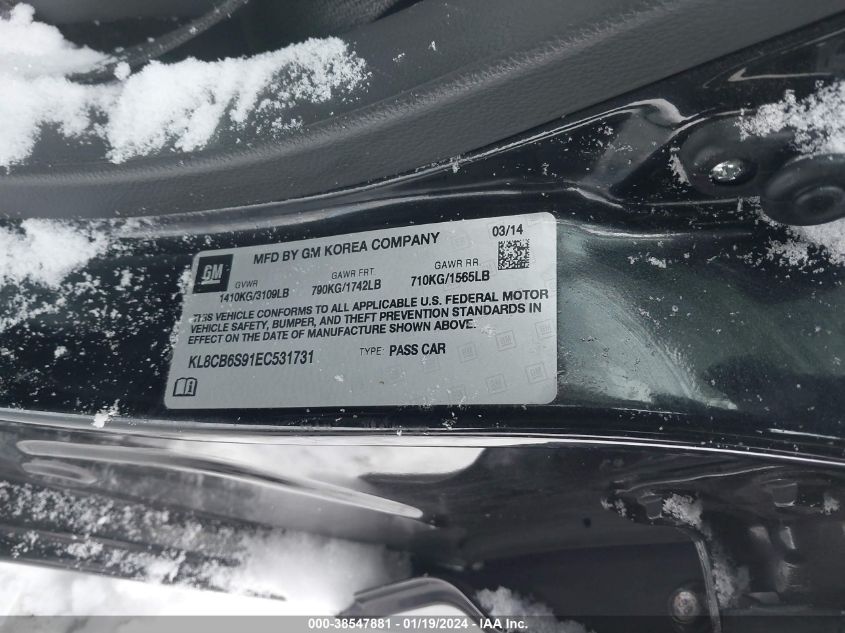 GM
MFD BY GM KOREA COMPANY
03/14
GVWR
1410KG/3109LB
GAWR FRT.
790KG/1742LB
GAWR RR.
710KG/1565LB
THIS VEHICLE CONFORMS TO ALL APPLICABLE U.S. FEDERAL MOTOR
VEHICLE SAFETY, BUMPER, AND THEFT PREVENTION STANDARDS IN
EFFECT ON THE DATE OF MANUFACTURE SHOWN ABOVE.
KL8CB6S91EC531731
TYPE: PASS CAR
000-38547881 - 01/19/2024 - IAA Inc.